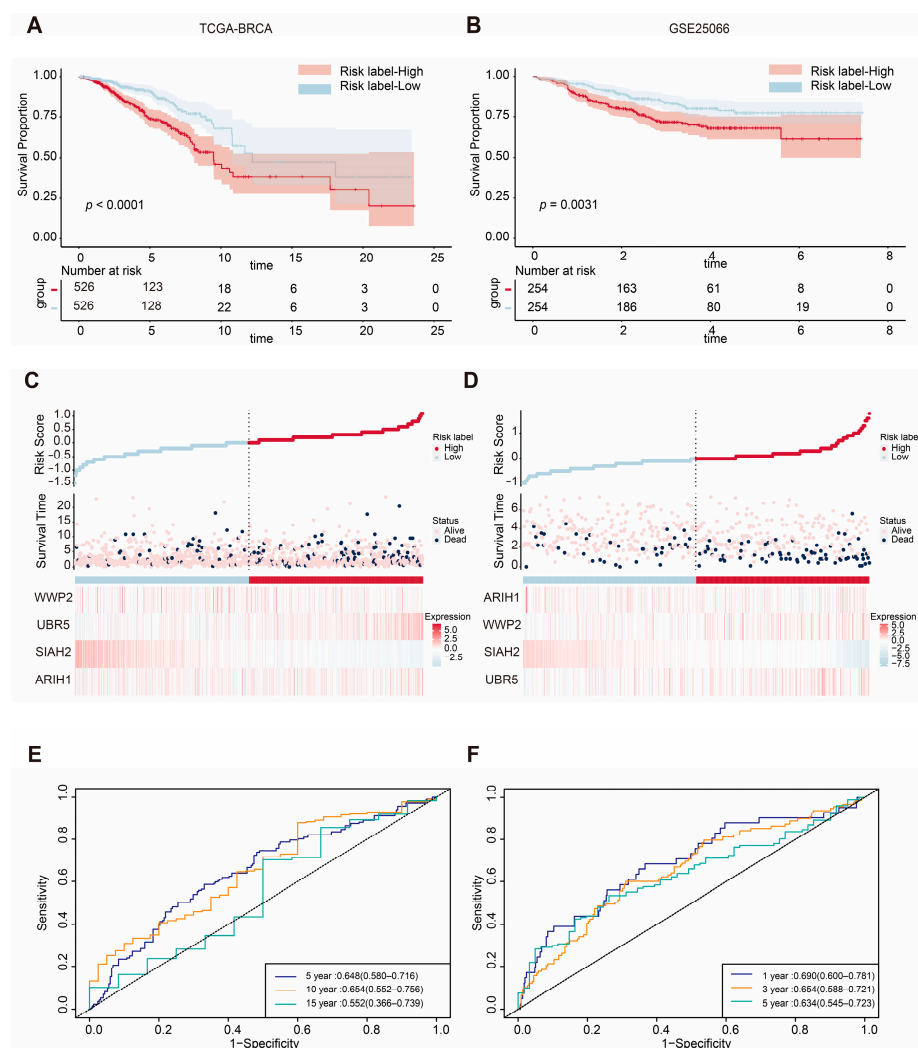 A
TCGA-BRCA
B
GSE25066
Survival Proportion
1.00
0.75
0.50
0.25
0.00
Risk label-High
Risk label-Low
p < 0.0001
0 5 10 15 20 25
time
Number at risk
group
526 123 18 6 3 0
526 128 22 6 3 0
0 5 10 15 20 25
time
Survival Proportion
1.00
0.75
0.50
0.25
0.00
Risk label-High
Risk label-Low
p = 0.0031
0 2 4 6 8
time
Number at risk
group
254 163 61 8 0
254 186 80 19 0
0 2 4 6 8
time
C
Risk Score
1.0
0.5
0.0
−0.5
−1.0
−1.5
Risk label
High
Low
Survival Time
20
15
10
5
0
Status
Alive
Dead
WWP2
UBR5
SIAH2
ARIH1
Expression
5.0
2.5
0.0
−2.5
D
Risk Score
1
0
−1
Risk label
High
Low
Survival Time
6
4
2
0
Status
Alive
Dead
ARIH1
WWP2
SIAH2
UBR5
Expression
5.0
2.5
0.0
−2.5
−5.0
−7.5
E
Sensitivity
1.0
0.8
0.6
0.4
0.2
0.0
5 year :0.648(0.580−0.716)
10 year :0.654(0.552−0.756)
15 year :0.552(0.366−0.739)
0.0 0.2 0.4 0.6 0.8 1.0
1−Specificity
F
Sensitivity
1.0
0.8
0.6
0.4
0.2
0.0
1 year :0.690(0.600−0.781)
3 year :0.654(0.588−0.721)
5 year :0.634(0.545−0.723)
0.0 0.2 0.4 0.6 0.8 1.0
1−Specificity